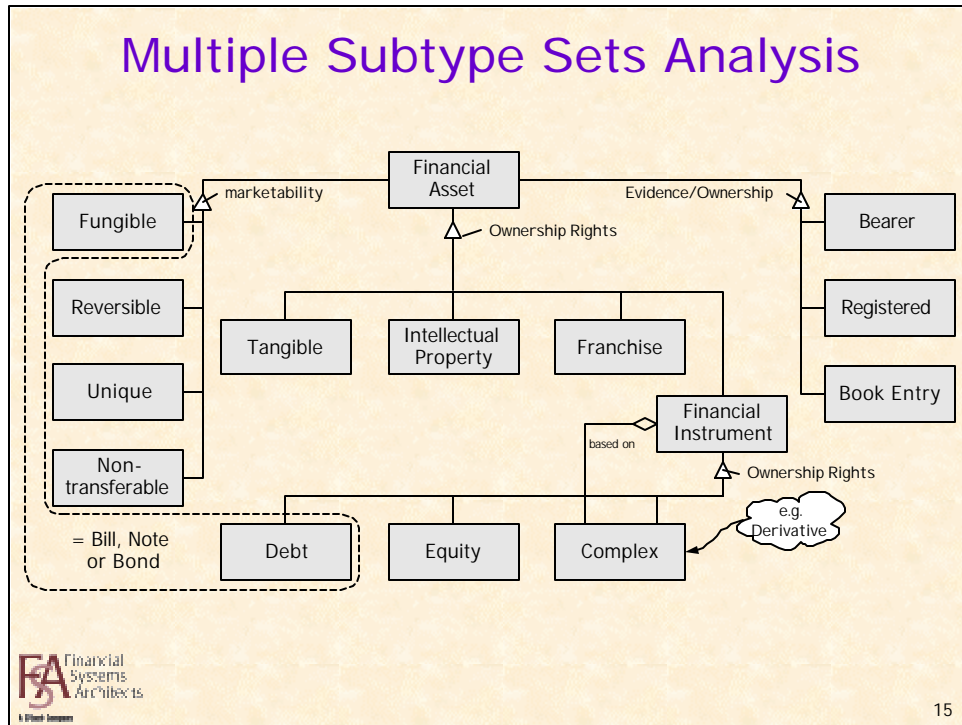 Multiple Subtype Sets Analysis
Financial
Asset
marketability
Evidence/Ownership
Ownership Rights
Fungible
Bearer
Reversible
Registered
Tangible
Intellectual
Property
Franchise
Unique
Book Entry
Financial
Instrument
based on
Non-
transferable
Ownership Rights
e.g.
Derivative
= Bill, Note
or Bond
Debt
Equity
Complex
FSA
Financial
Systems
Architects
15